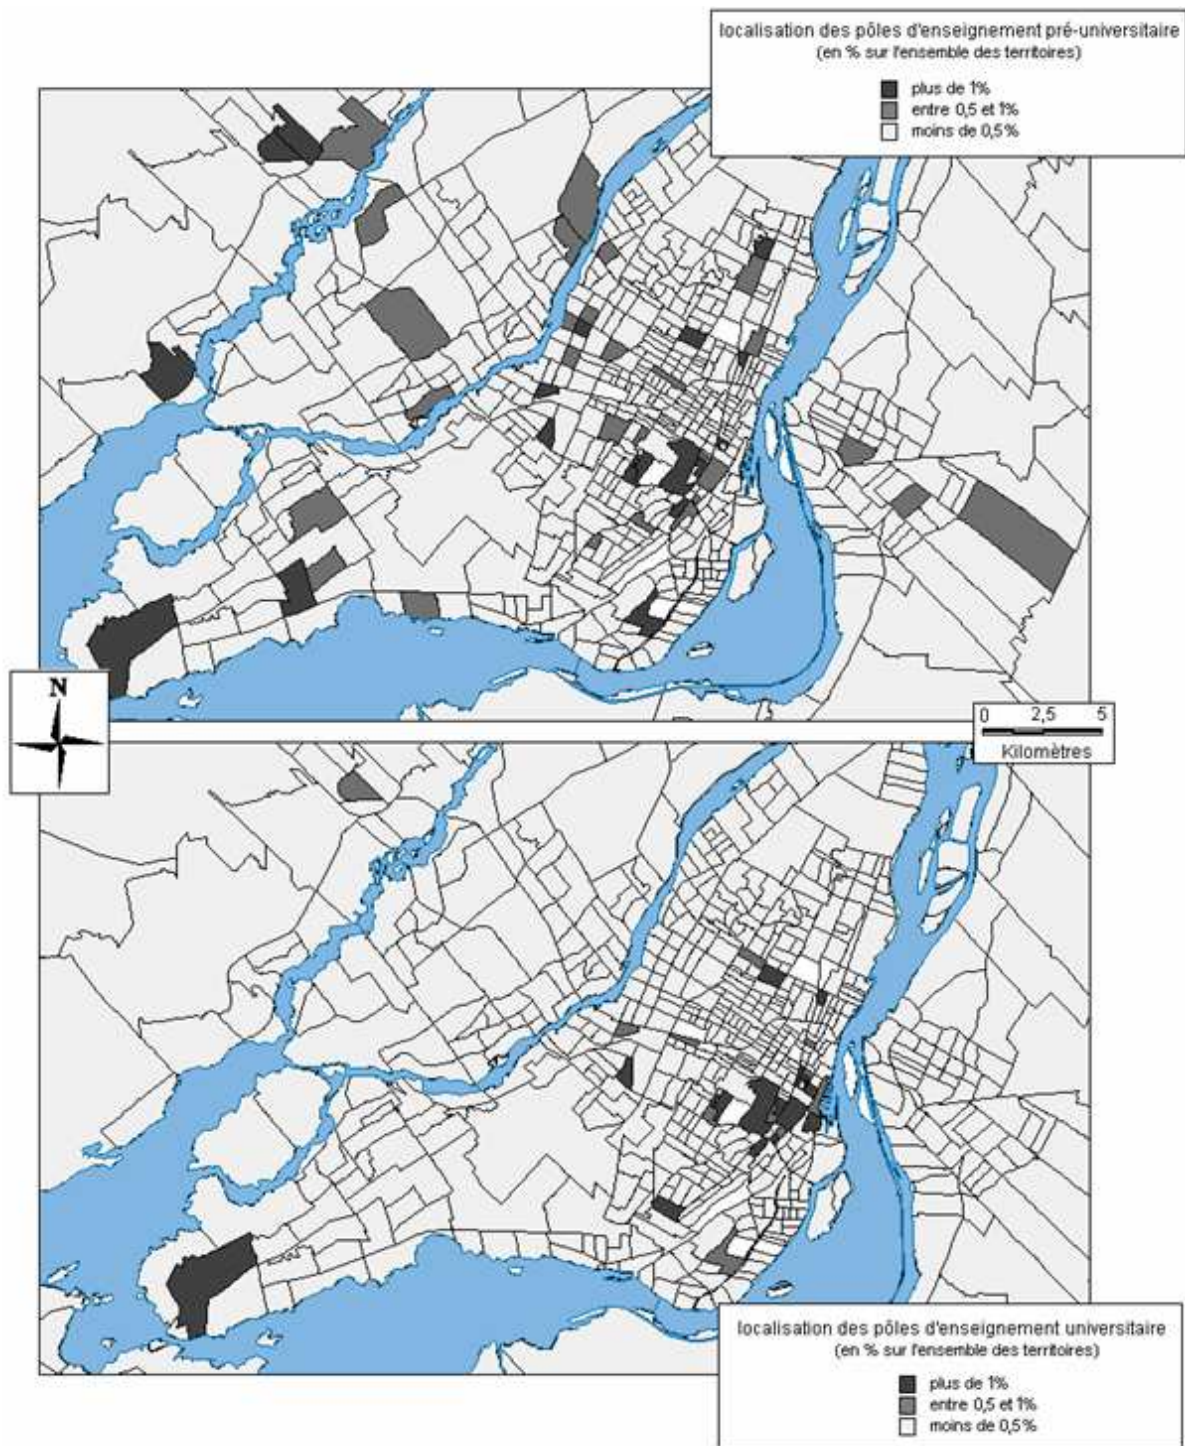 localisation des pôles d'enseignement pré-universitaire
(en % sur l'ensemble des territoires)
plus de 1%
entre 0,5 et 1%
moins de 0,5%
N
0 2,5 5
Kilomètres
localisation des pôles d'enseignement universitaire
(en % sur l'ensemble des territoires)
plus de 1%
entre 0,5 et 1%
moins de 0,5%